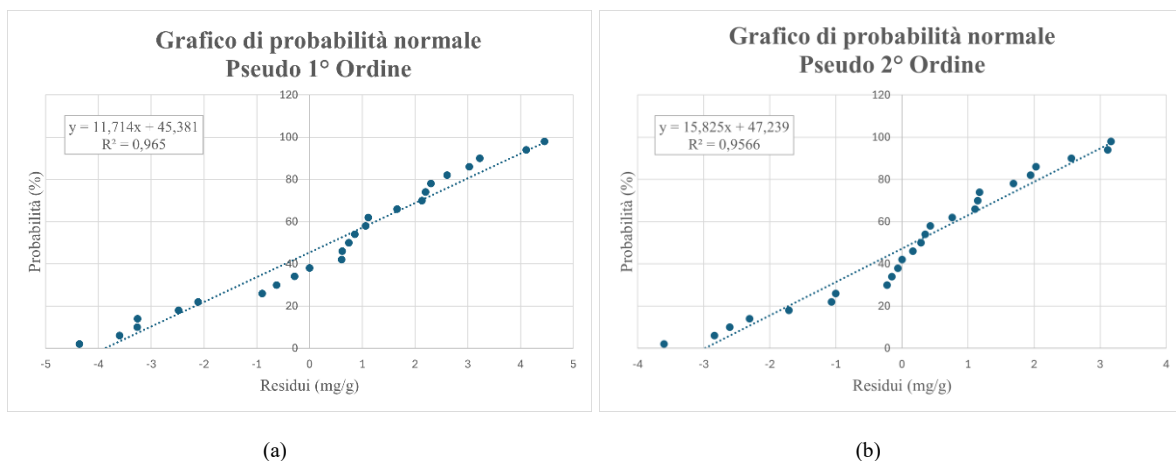 Grafico di probabilità normale
Pseudo 1° Ordine
120
100
80
60
40
20
0
y = 11,714x + 45,381
R² = 0,965
Probabilità (%)
-5 -4 -3 -2 -1 0 1 2 3 4 5
Residui (mg/g)
(a)
Grafico di probabilità normale
Pseudo 2° Ordine
120
100
80
60
40
20
0
y = 15,825x + 47,239
R² = 0,9566
Probabilità (%)
-4 -3 -2 -1 0 1 2 3 4
Residui (mg/g)
(b)